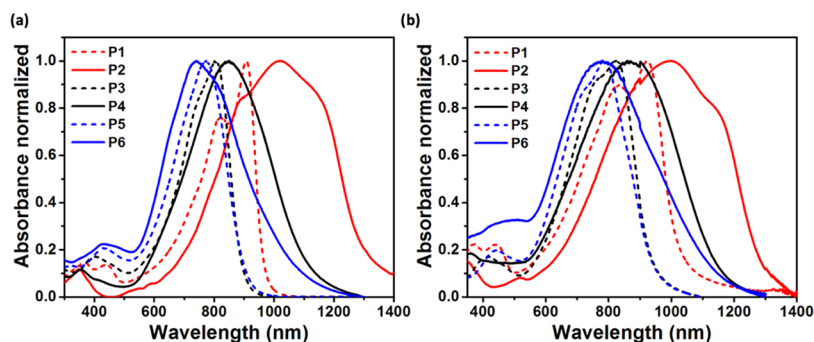 (a)
Absorbance normalized
1.0
0.8
0.6
0.4
0.2
0.0
P1
P2
P3
P4
P5
P6
400 600 800 1000 1200 1400
Wavelength (nm)
(b)
Absorbance normalized
1.0
0.8
0.6
0.4
0.2
0.0
P1
P2
P3
P4
P5
P6
400 600 800 1000 1200 1400
Wavelength (nm)